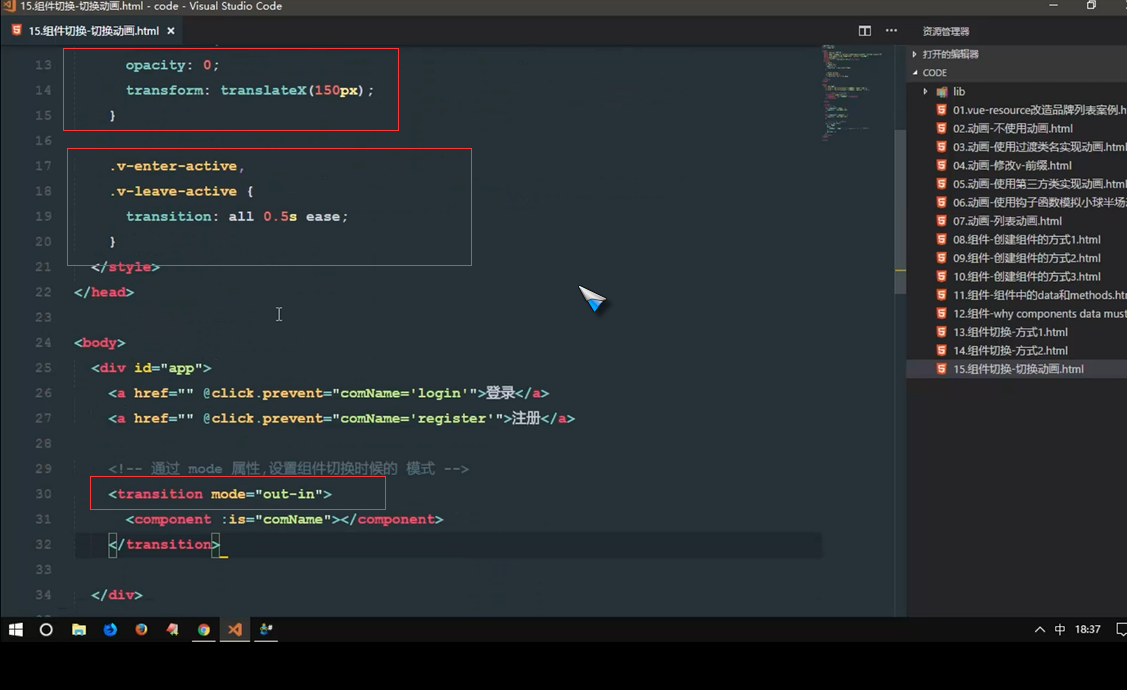 15.组件切换-切换动画.html - code - Visual Studio Code
15.组件切换-切换动画.html ×
13 opacity: 0;
14 transform: translateX(150px);
15 }
16
17 .v-enter-active,
18 .v-leave-active {
19 transition: all 0.5s ease;
20 }
21 </style>
22 </head>
23
24 <body>
25 <div id="app">
26 <a href="" @click.prevent="comName='login'">登录</a>
27 <a href="" @click.prevent="comName='register'">注册</a>
28
29 <!-- 通过 mode 属性,设置组件切换时候的 模式 -->
30 <transition mode="out-in">
31 <component :is="comName"></component>
32 </transition>
33
34 </div>
资源管理器
打开的编辑器
CODE
lib
01.vue-resource改造品牌列表案例.h
02.动画-不使用动画.html
03.动画-使用过渡类名实现动画.html
04.动画-修改v-前缀.html
05.动画-使用第三方类实现动画.html
06.动画-使用钩子函数模拟小球半场
07.动画-列表动画.html
08.组件-创建组件的方式1.html
09.组件-创建组件的方式2.html
10.组件-创建组件的方式3.html
11.组件-组件中的data和methods.ht
12.组件-why components data must
13.组件切换-方式1.html
14.组件切换-方式2.html
15.组件切换-切换动画.html
中 18:37